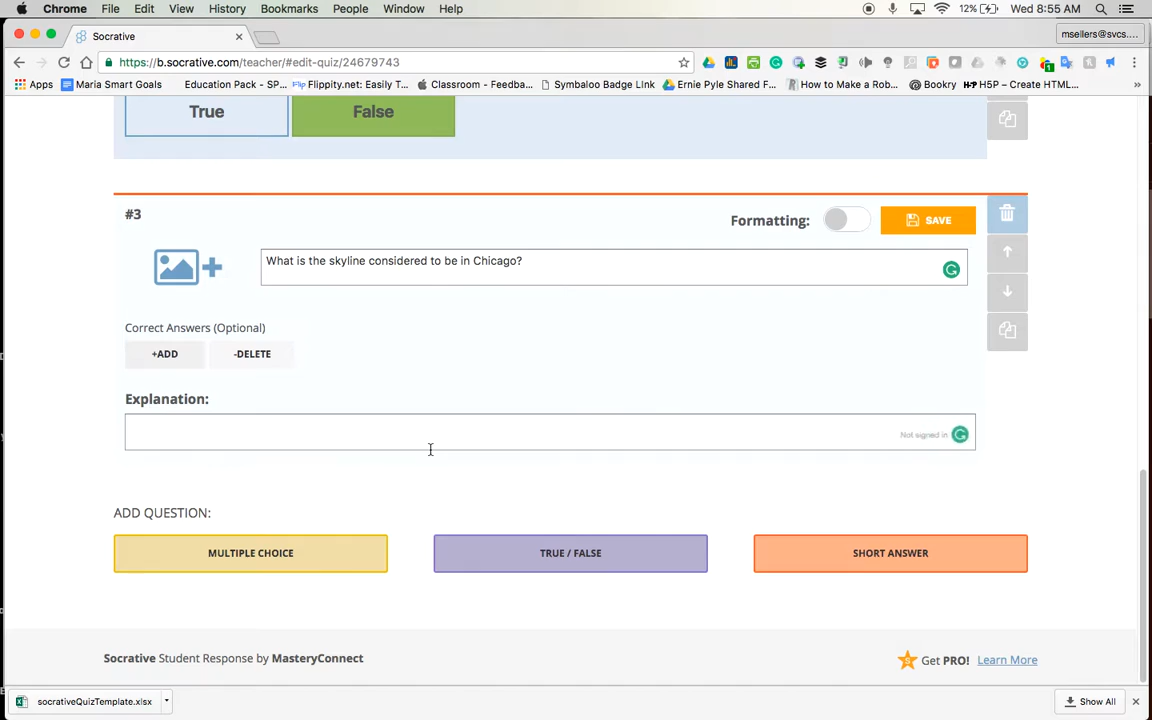 Chrome File Edit View History Bookmarks People Window Help 12% Wed 8:55 AM
Socrative msellers@svcs....
https://b.socrative.com/teacher/#edit-quiz/24679743
Apps Maria Smart Goals Education Pack - SP... Flippity.net: Easily T... Classroom - Feedba... Symbaloo Bookmark Link Ernie Pyle Shared F... How to Make a Rob... Bookry H5P – Create HTML... »
True False
#3 Formatting: SAVE
What is the skyline considered to be in Chicago?
Correct Answers (Optional)
+ADD -DELETE
Explanation:
Not signed in
ADD QUESTION:
MULTIPLE CHOICE TRUE / FALSE SHORT ANSWER
Socrative Student Response by MasteryConnect Get PRO! Learn More
socrativeQuizTemplate.xlsx Show All